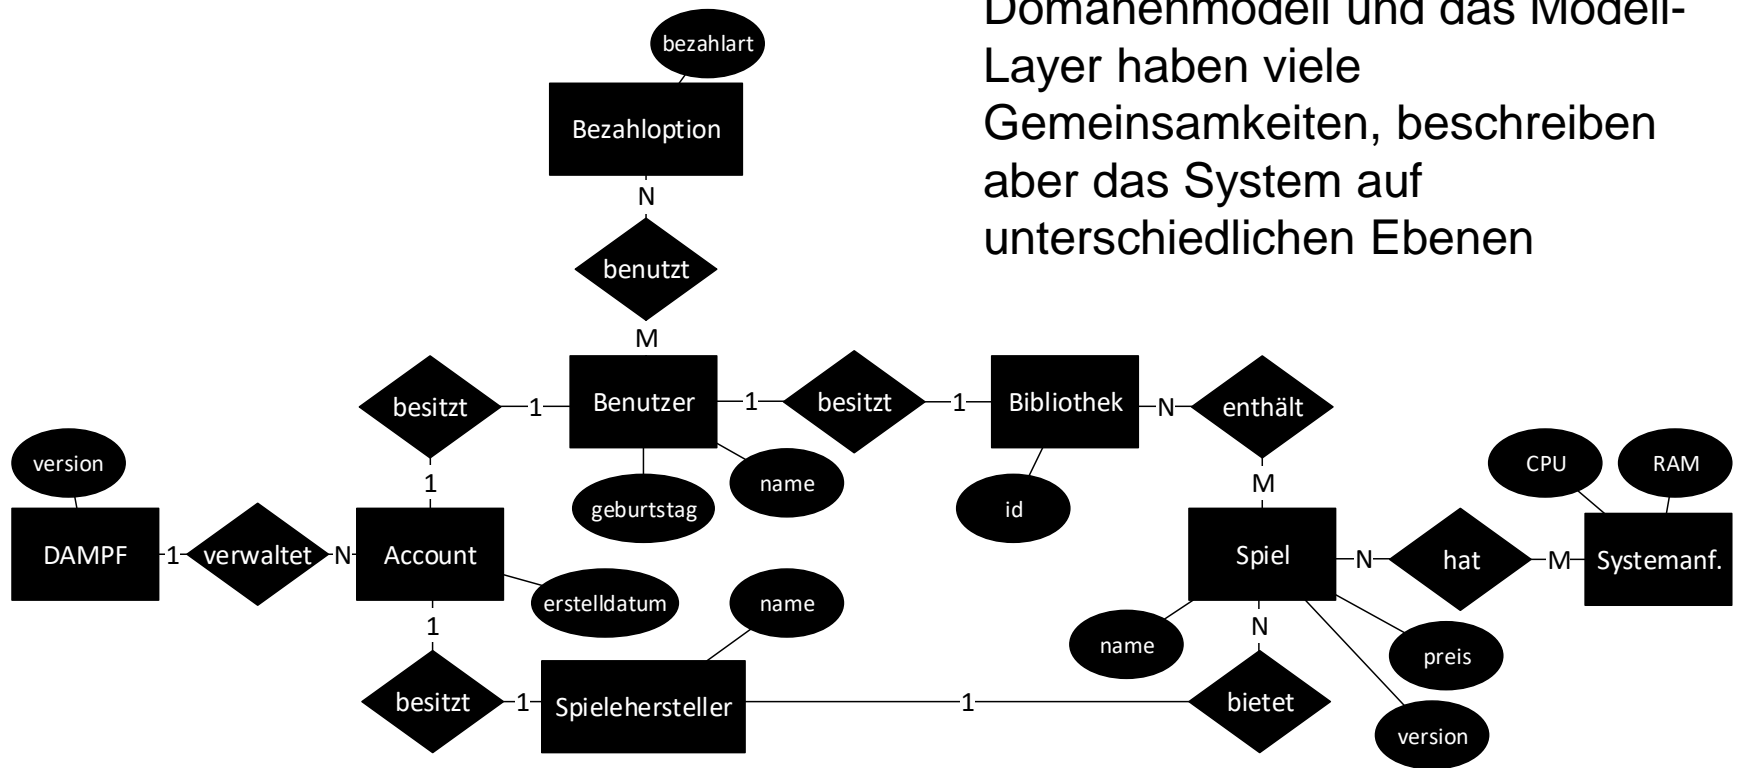 Domänenmodell und das Modell-
Layer haben viele
Gemeinsamkeiten, beschreiben
aber das System auf
unterschiedlichen Ebenen
bezahlart
Bezahloption
N
benutzt
M
besitzt
1
Benutzer
1
besitzt
1
Bibliothek
N
enthält
version
1
geburtstag
name
id
M
CPU
RAM
DAMPF
1
verwaltet
N
Account
Spiel
N
hat
M
Systemanf.
erstelldatum
name
1
N
name
preis
besitzt
1
Spielehersteller
1
bietet
version